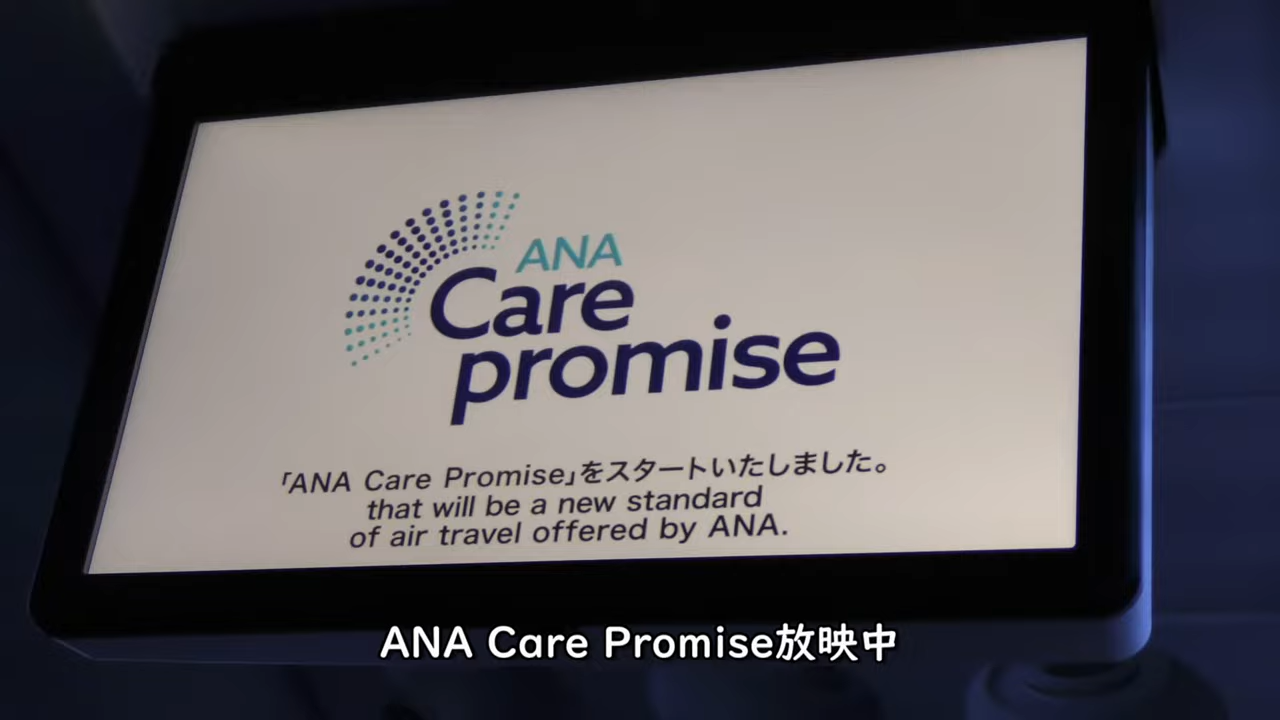 ANA
Care
promise
「ANA Care Promise」をスタートいたしました。
that will be a new standard
of air travel offered by ANA.
ANA Care Promise放映中